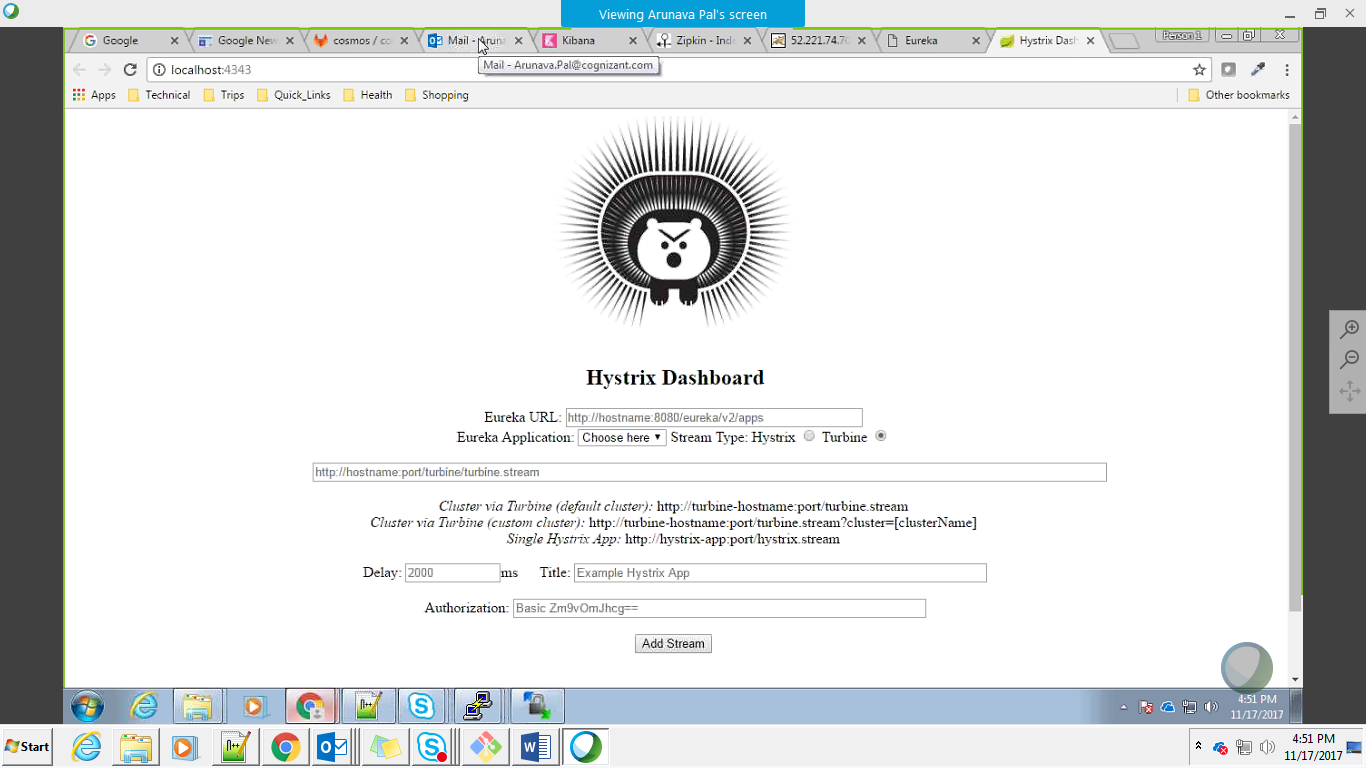 Viewing Arunava Pal's screen
Google
Google New
cosmos / co
Mail - Aruna
Kibana
Zipkin - Inde
52.221.74.70
Eureka
Hystrix Dash
Person 1
localhost:4343
Mail - Arunava.Pal@cognizant.com
Apps
Technical
Trips
Quick_Links
Health
Shopping
Other bookmarks
Hystrix Dashboard
Eureka URL: http://hostname:8080/eureka/v2/apps
Eureka Application: Choose here Stream Type: Hystrix Turbine
http://hostname:port/turbine/turbine.stream
Cluster via Turbine (default cluster): http://turbine-hostname:port/turbine.stream
Cluster via Turbine (custom cluster): http://turbine-hostname:port/turbine.stream?cluster=[clusterName]
Single Hystrix App: http://hystrix-app:port/hystrix.stream
Delay: 2000 ms Title: Example Hystrix App
Authorization: Basic Zm9vOmJhcg==
Add Stream
4:51 PM
11/17/2017
Start
4:51 PM
11/17/2017